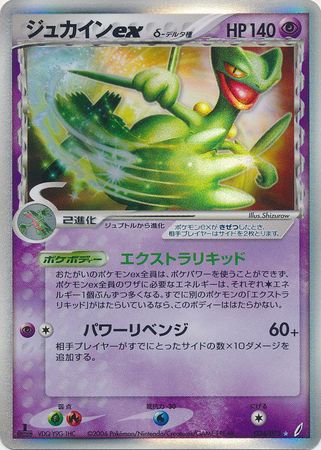 ジュカインex δ-デルタ種 HP140
Illus.Shizurow
2進化 ジュプトルから進化
ポケモンexがきぜつしたとき、
相手プレイヤーはサイドを2枚とります。
ポケボディー エクストラリキッド
おたがいのポケモンex全員は、ポケパワーを使うことができず、
ポケモンex全員のワザに必要なエネルギーは、それぞれ★エネ
ルギー1個ぶんずつ多くなる。すでに別のポケモンの「エクストラ
リキッド」がはたらいているなら、このボディーははたらかない。
パワーリベンジ 60+
相手プレイヤーがすでにとったサイドの数×10ダメージを
追加する。
弱点 抵抗力 -30 にげる
VDQ-Y9G-1HC ©2006 Pokémon/Nintendo/Creatures/GAME FREAK